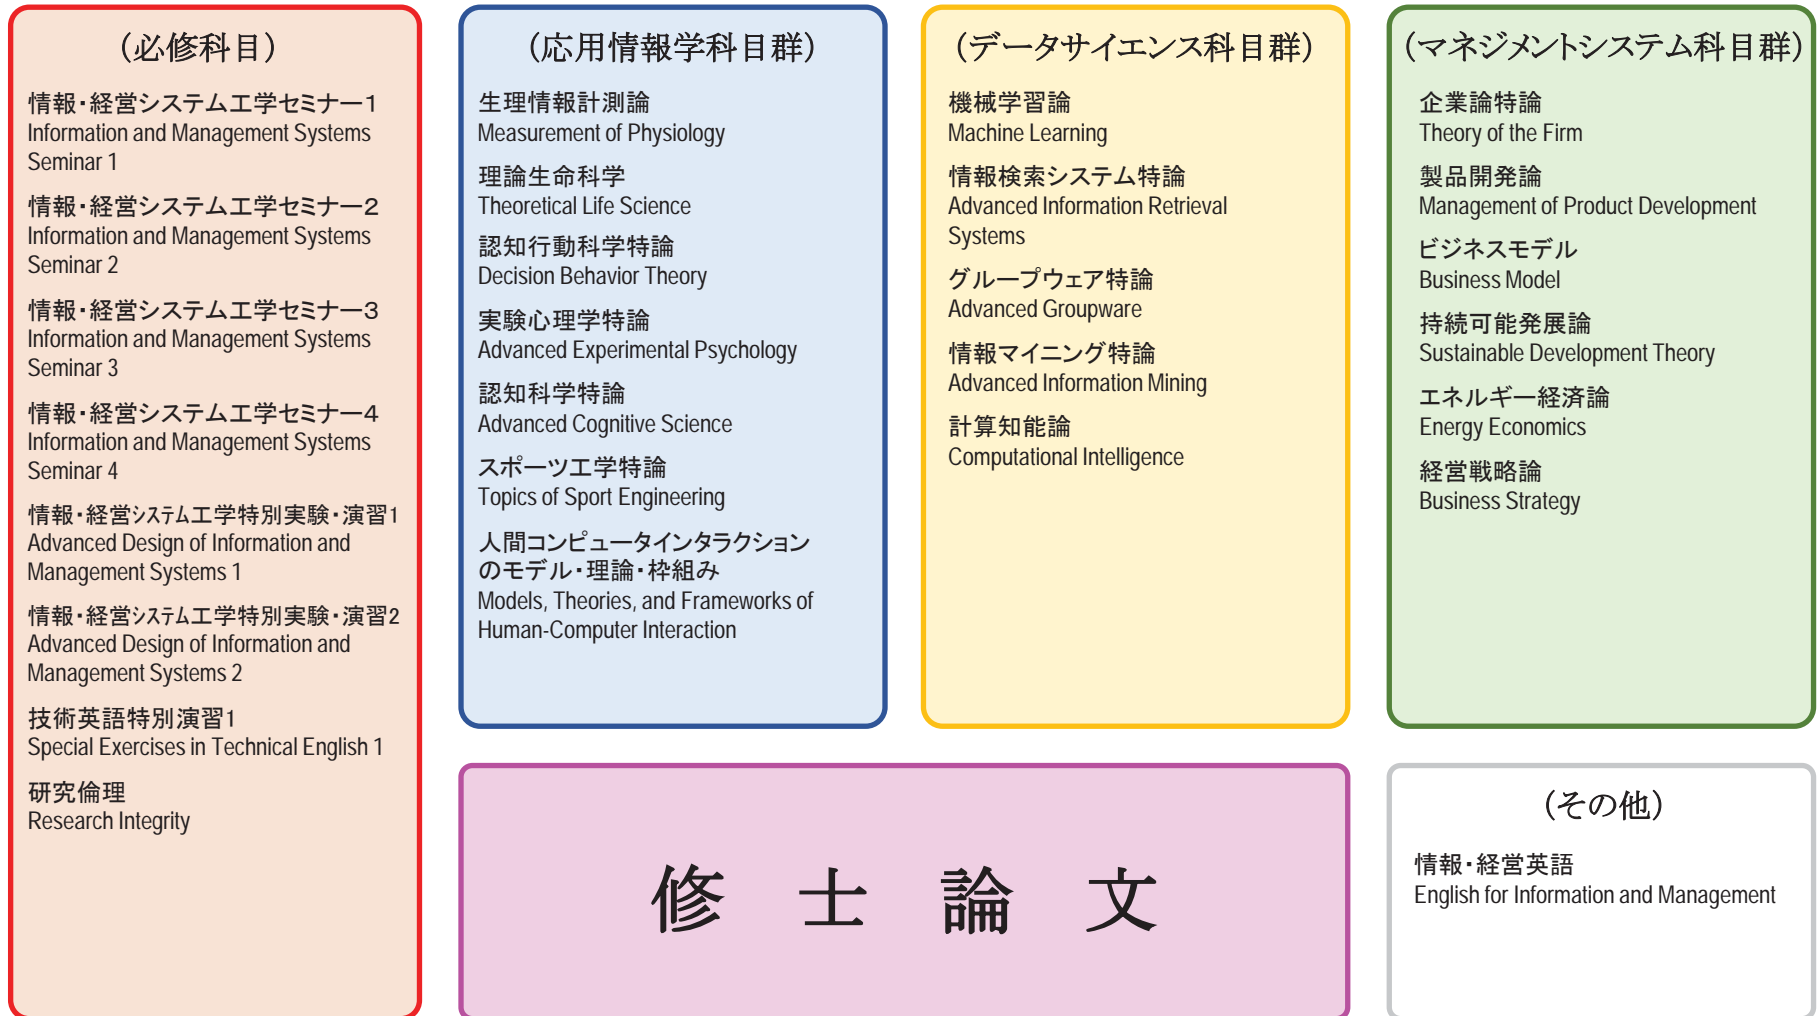 (必修科目)
情報・経営システム工学セミナー1
Information and Management Systems
Seminar 1
情報・経営システム工学セミナー2
Information and Management Systems
Seminar 2
情報・経営システム工学セミナー3
Information and Management Systems
Seminar 3
情報・経営システム工学セミナー4
Information and Management Systems
Seminar 4
情報・経営システム工学特別実験・演習1
Advanced Design of Information and
Management Systems 1
情報・経営システム工学特別実験・演習2
Advanced Design of Information and
Management Systems 2
技術英語特別演習1
Special Exercises in Technical English 1
研究倫理
Research Integrity
(応用情報学科目群)
生理情報計測論
Measurement of Physiology
理論生命科学
Theoretical Life Science
認知行動科学特論
Decision Behavior Theory
実験心理学特論
Advanced Experimental Psychology
認知科学特論
Advanced Cognitive Science
スポーツ工学特論
Topics of Sport Engineering
人間コンピュータインタラクション
のモデル・理論・枠組み
Models, Theories, and Frameworks of
Human-Computer Interaction
(データサイエンス科目群)
機械学習論
Machine Learning
情報検索システム特論
Advanced Information Retrieval
Systems
グループウェア特論
Advanced Groupware
情報マイニング特論
Advanced Information Mining
計算知能論
Computational Intelligence
(マネジメントシステム科目群)
企業論特論
Theory of the Firm
製品開発論
Management of Product Development
ビジネスモデル
Business Model
持続可能発展論
Sustainable Development Theory
エネルギー経済論
Energy Economics
経営戦略論
Business Strategy
修士論文
(その他)
情報・経営英語
English for Information and Management